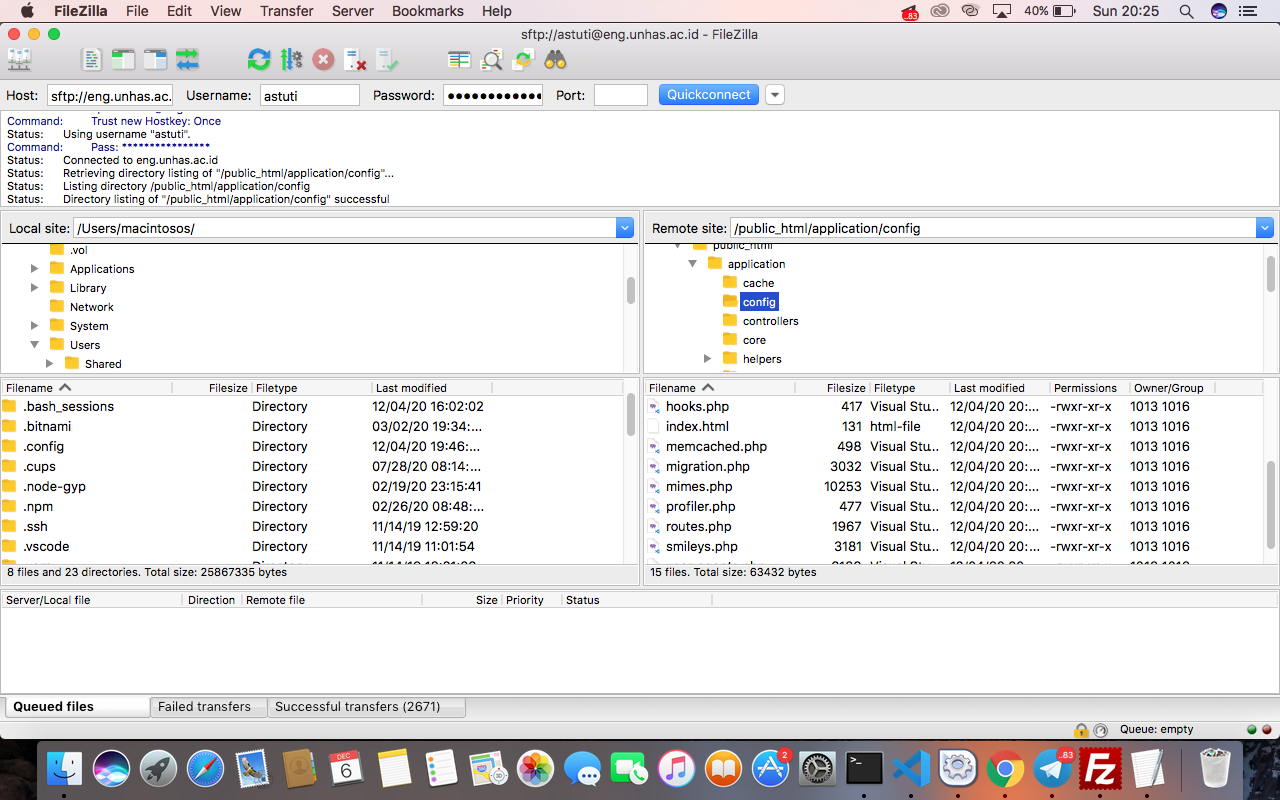 FileZilla File Edit View Transfer Server Bookmarks Help .83 40% Sun 20:25
sftp://astuti@eng.unhas.ac.id - FileZilla
Host: sftp://eng.unhas.ac. Username: astuti Password: ●●●●●●●●●●●● Port: Quickconnect
Command: Trust new Hostkey: Once
Status: Using username "astuti".
Command: Pass: ****************
Status: Connected to eng.unhas.ac.id
Status: Retrieving directory listing of "/public_html/application/config"...
Status: Listing directory /public_html/application/config
Status: Directory listing of "/public_html/application/config" successful
Local site: /Users/macintosos/
.vol
Applications
Library
Network
System
Users
Shared
Remote site: /public_html/application/config
public_html
application
cache
config
controllers
core
helpers
Filename Filesize Filetype Last modified
.bash_sessions Directory 12/04/20 16:02:02
.bitnami Directory 03/02/20 19:34:...
.config Directory 12/04/20 19:46:...
.cups Directory 07/28/20 08:14:...
.node-gyp Directory 02/19/20 23:15:41
.npm Directory 02/26/20 08:48:...
.ssh Directory 11/14/19 12:59:20
.vscode Directory 11/14/19 11:01:54
8 files and 23 directories. Total size: 25867335 bytes
Filename Filesize Filetype Last modified Permissions Owner/Group
hooks.php 417 Visual Stu... 12/04/20 20:... -rwxr-xr-x 1013 1016
index.html 131 html-file 12/04/20 20:... -rwxr-xr-x 1013 1016
memcached.php 498 Visual Stu... 12/04/20 20:... -rwxr-xr-x 1013 1016
migration.php 3032 Visual Stu... 12/04/20 20:... -rwxr-xr-x 1013 1016
mimes.php 10253 Visual Stu... 12/04/20 20:... -rwxr-xr-x 1013 1016
profiler.php 477 Visual Stu... 12/04/20 20:... -rwxr-xr-x 1013 1016
routes.php 1967 Visual Stu... 12/04/20 20:... -rwxr-xr-x 1013 1016
smileys.php 3181 Visual Stu... 12/04/20 20:... -rwxr-xr-x 1013 1016
15 files. Total size: 63432 bytes
Server/Local file Direction Remote file Size Priority Status
Queued files Failed transfers Successful transfers (2671)
Queue: empty
DEC
6
2
.83
Fz